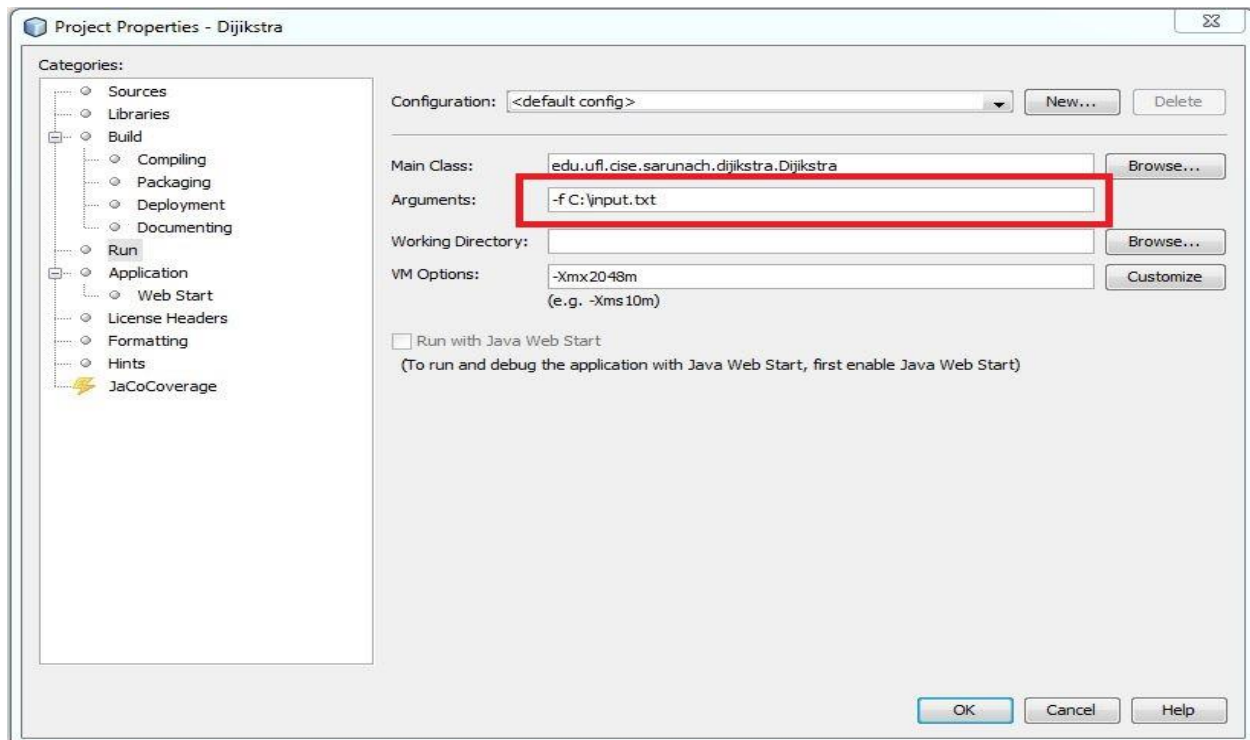 Project Properties - Dijikstra
Categories:
Sources
Libraries
Build
Compiling
Packaging
Deployment
Documenting
Run
Application
Web Start
License Headers
Formatting
Hints
JaCoCoverage
Configuration: <default config> New... Delete
Main Class: edu.ufl.cise.sarunach.dijikstra.Dijikstra Browse...
Arguments: -f C:\input.txt
Working Directory: Browse...
VM Options: -Xmx2048m Customize
(e.g. -Xms10m)
Run with Java Web Start
(To run and debug the application with Java Web Start, first enable Java Web Start)
OK Cancel Help